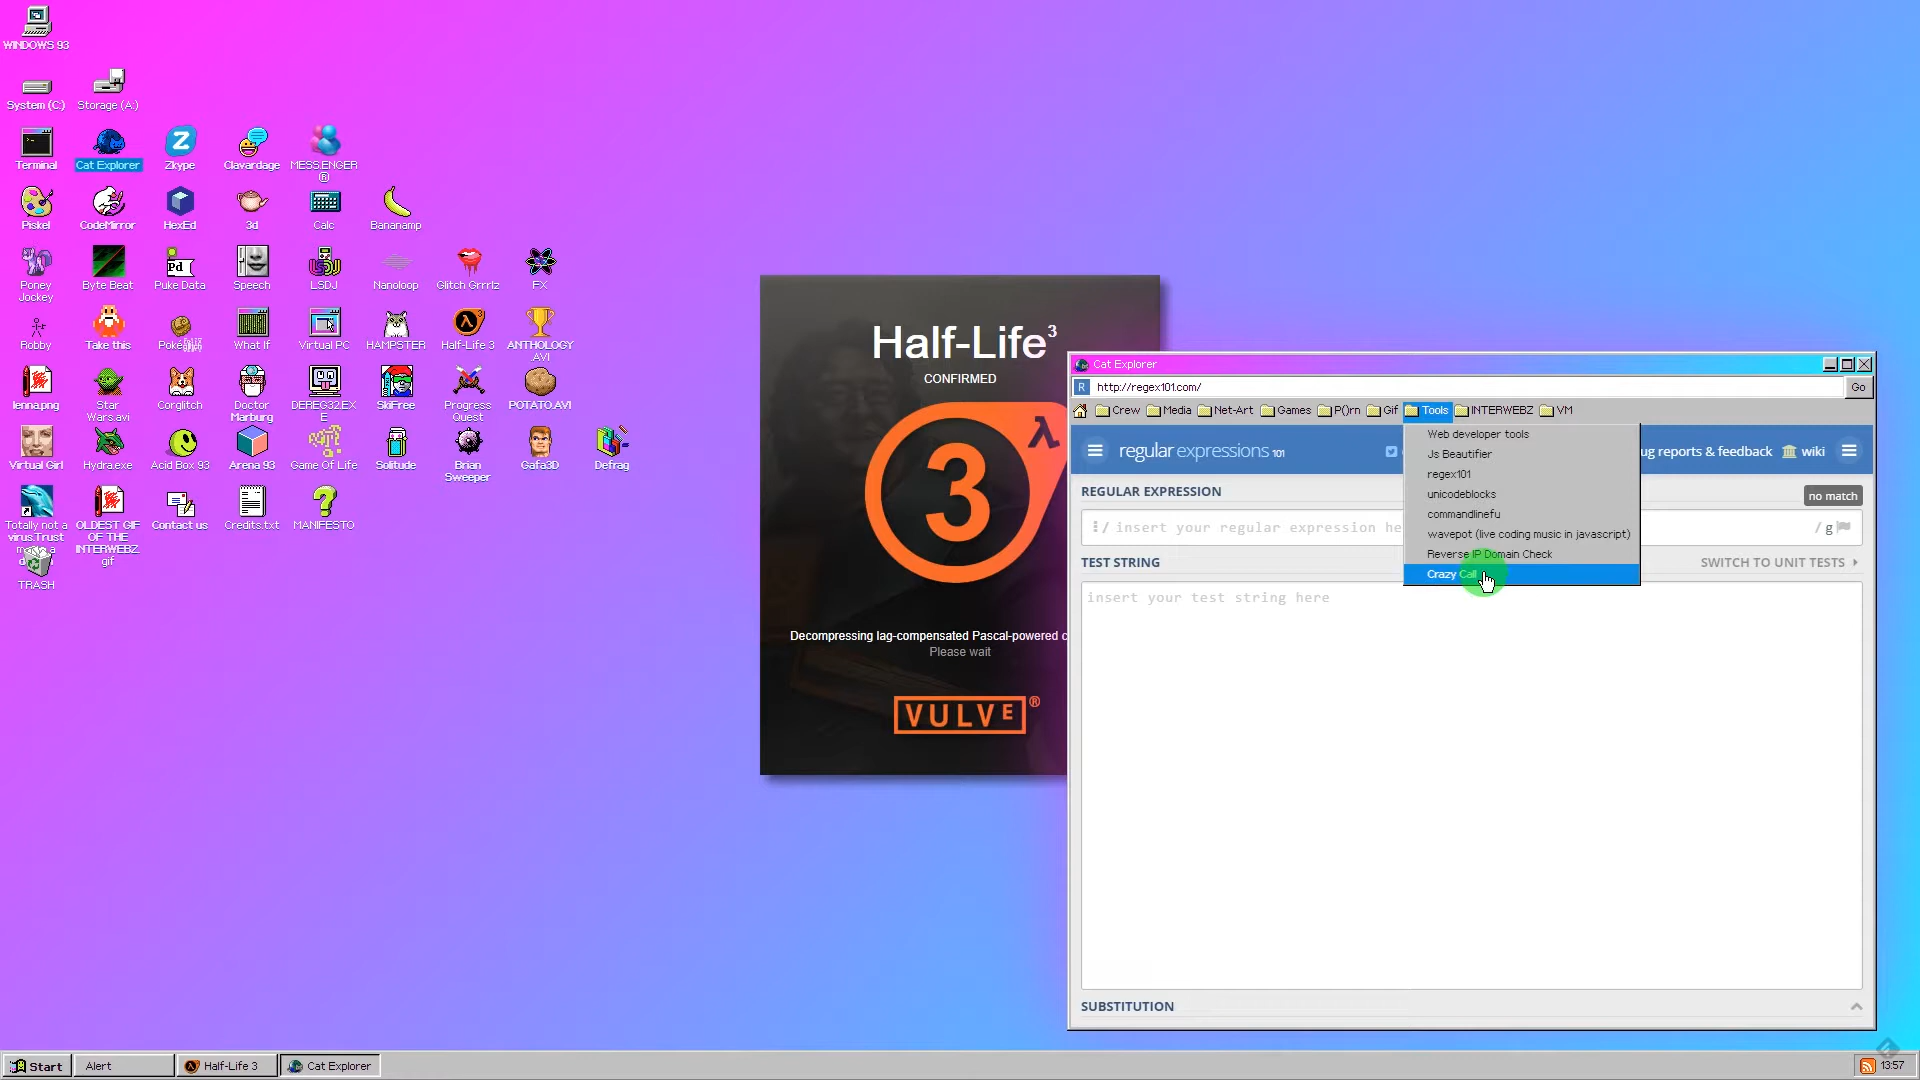 WINDOWS 93
System (C:)
Storage (A:)
Terminal
Cat Explorer
Zkype
Clavardage
MESSENGER
®
Piskel
CodeMirror
HexEd
3d
Calc
Bananamp
Poney
Jockey
Byte Beat
Puke Data
Speech
LSDJ
Nanoloop
Glitch Grrrlz
FX
Robby
Take this
What If
Virtual PC
HAMPSTER
Half-Life 3
ANTHOLOGY
.AVI
lenna.png
Star
Wars.avi
Corglitch
Doctor
Marburg
DEREG32.EX
E
SkiFree
Progress
Quest
POTATO.AVI
Virtual Girl
Hydra.exe
Acid Box 93
Arena 93
Game Of Life
Solitude
Brian
Sweeper
Gafa3D
Defrag
Totally not a
virus.Trust
OLDEST GIF
OF THE
INTERWEBZ.
gif
Contact us
Credits.txt
MANIFESTO
TRASH
Half-Life³
CONFIRMED
3
λ
Decompressing lag-compensated Pascal-powered c
Please wait
VULVE®
Cat Explorer
http://regex101.com/
Go
Crew Media Net-Art Games P()rn Gif Tools INTERWEBZ VM
regular expressions 101
ug reports & feedback wiki
Web developer tools
Js Beautifier
regex101
unicodeblocks
commandlinefu
wavepot (live coding music in javascript)
Reverse IP Domain Check
Crazy Call
REGULAR EXPRESSION
no match
/ insert your regular expression he
/ g
TEST STRING
SWITCH TO UNIT TESTS
insert your test string here
SUBSTITUTION
Start
Alert
Half-Life 3
Cat Explorer
13:57